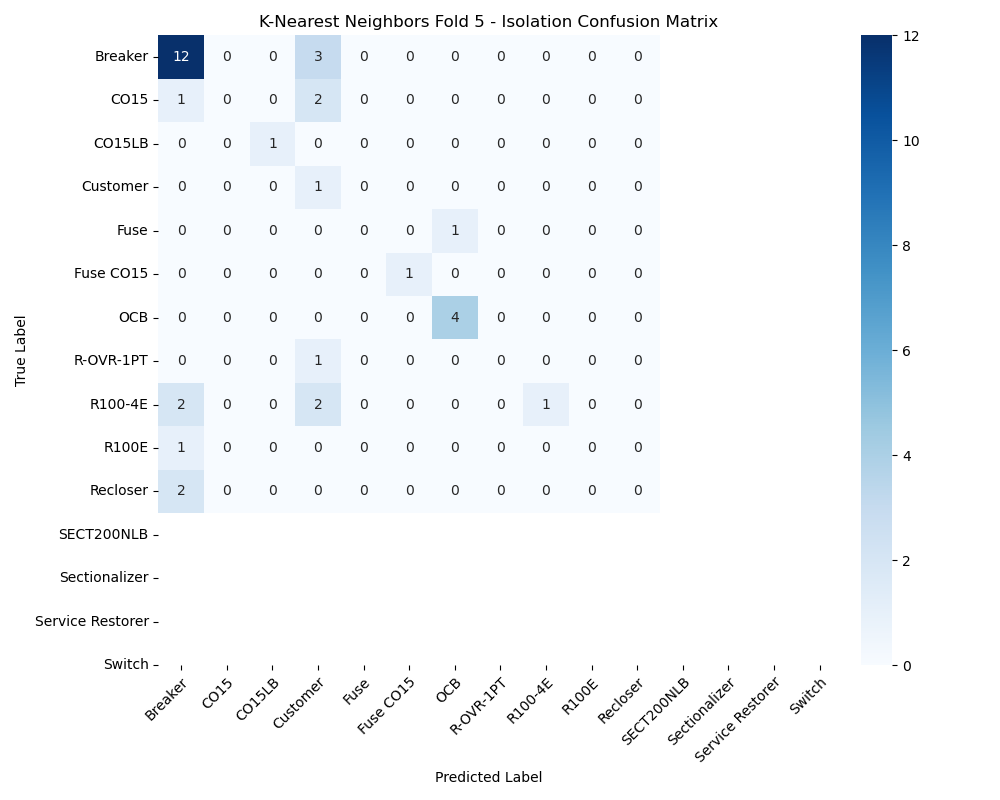 K-Nearest Neighbors Fold 5 - Isolation Confusion Matrix
Breaker 12 0 0 3 0 0 0 0 0 0 0
CO15 1 0 0 2 0 0 0 0 0 0 0
CO15LB 0 0 1 0 0 0 0 0 0 0 0
Customer 0 0 0 1 0 0 0 0 0 0 0
Fuse 0 0 0 0 0 0 1 0 0 0 0
Fuse CO15 0 0 0 0 0 1 0 0 0 0 0
OCB 0 0 0 0 0 0 4 0 0 0 0
R-OVR-1PT 0 0 0 1 0 0 0 0 0 0 0
R100-4E 2 0 0 2 0 0 0 0 1 0 0
R100E 1 0 0 0 0 0 0 0 0 0 0
Recloser 2 0 0 0 0 0 0 0 0 0 0
SECT200NLB
Sectionalizer
Service Restorer
Switch
True Label
Breaker CO15 CO15LB Customer Fuse Fuse CO15 OCB R-OVR-1PT R100-4E R100E Recloser SECT200NLB Sectionalizer Service Restorer Switch
Predicted Label
12
10
8
6
4
2
0